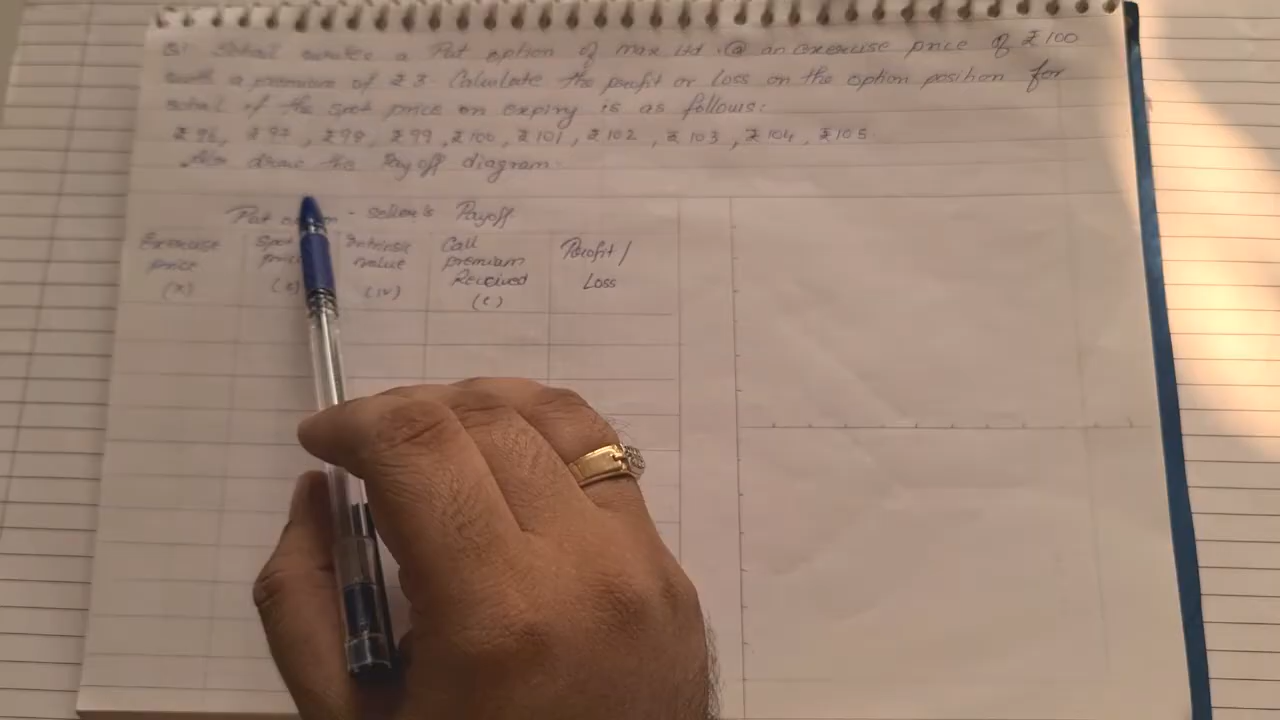 Q1 Sohail writes a Put option of Max Ltd. @ an exercise price of ₹100
with a premium of ₹3. Calculate the profit or loss on the option position for
Sohail if the spot price on expiry is as follows:
₹96, ₹97, ₹98, ₹99, ₹100, ₹101, ₹102, ₹103, ₹104, ₹105.
Also draw the Payoff diagram.
Put - Seller's Payoff
Exercise price (X)
Spot price (S)
Intrinsic value (IV)
Call premium Received (C)
Profit / Loss